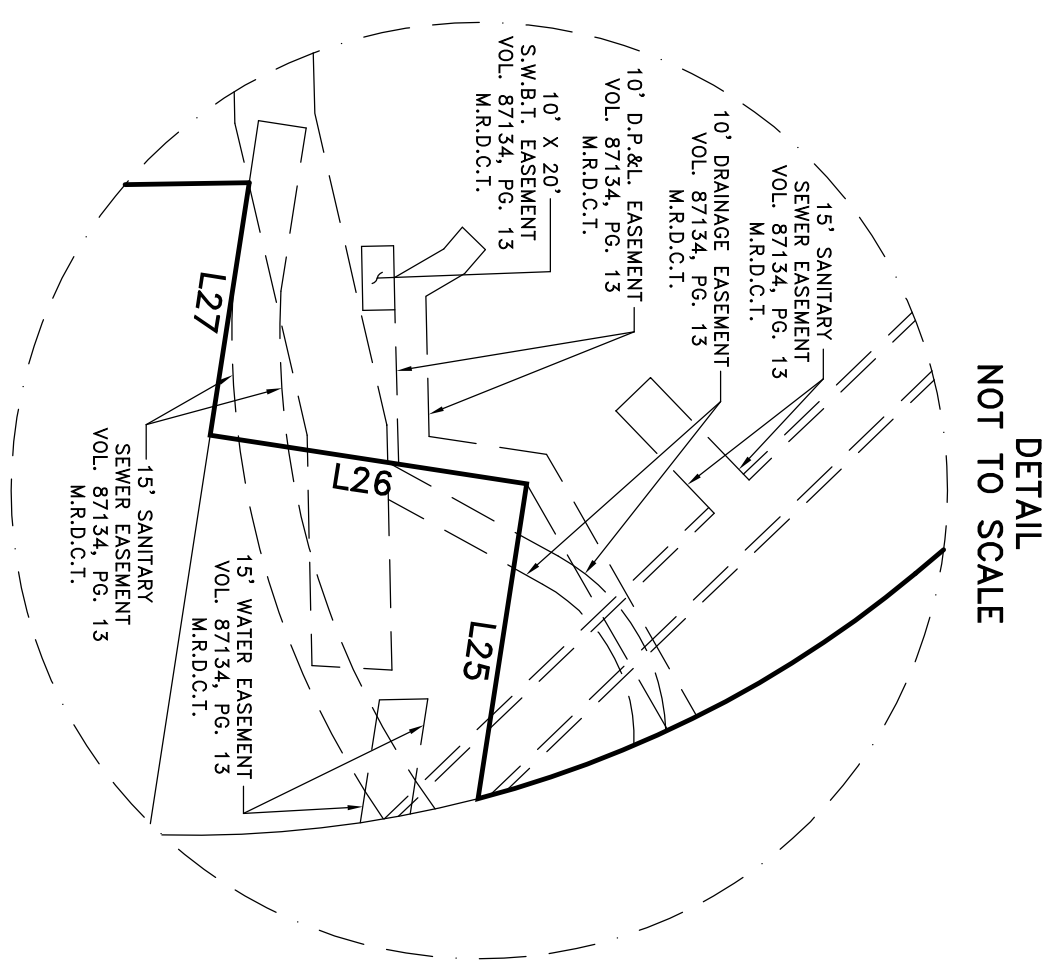 DETAIL
NOT TO SCALE
15' SANITARY
SEWER EASEMENT
VOL. 87134, PG. 13
M.R.D.C.T.
10' DRAINAGE EASEMENT
VOL. 87134, PG. 13
M.R.D.C.T.
10' D.P.&L. EASEMENT
VOL. 87134, PG. 13
M.R.D.C.T.
10' X 20'
S.W.B.T. EASEMENT
VOL. 87134, PG. 13
M.R.D.C.T.
L25
L26
L27
15' WATER EASEMENT
VOL. 87134, PG. 13
M.R.D.C.T.
15' SANITARY
SEWER EASEMENT
VOL. 87134, PG. 13
M.R.D.C.T.